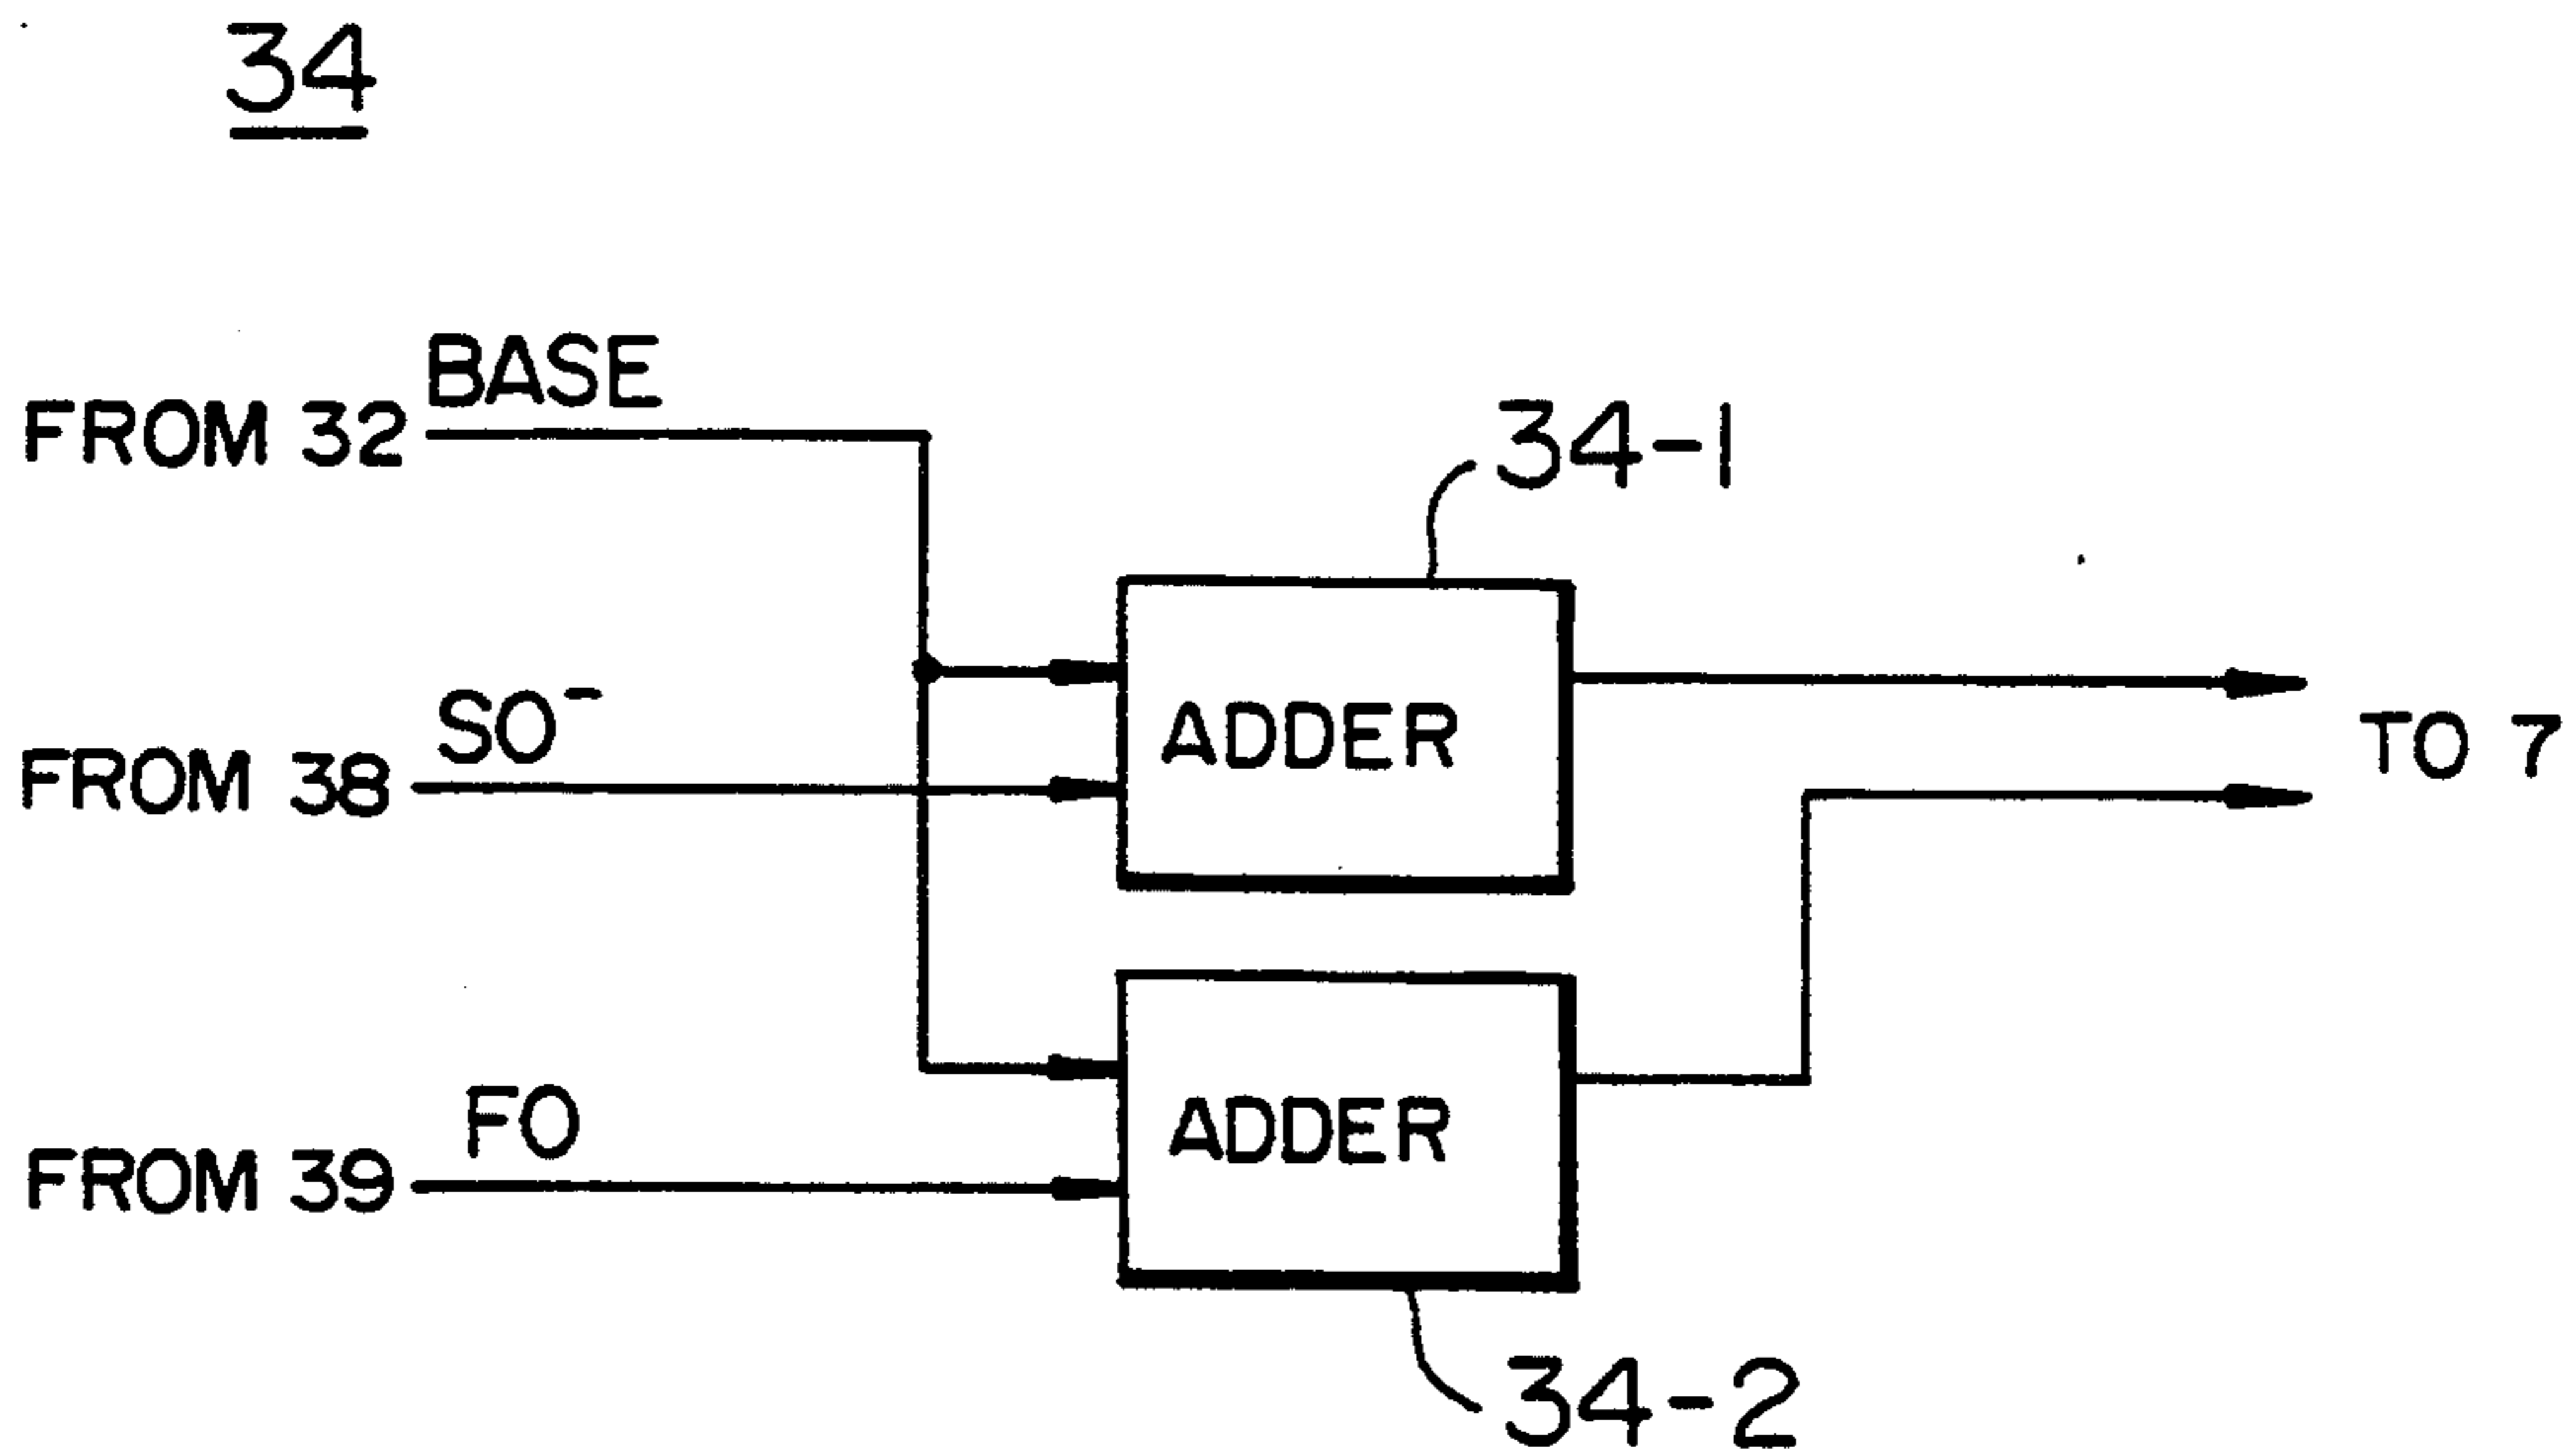 34
BASE
FROM 32
34-1
SO⁻
FROM 38
ADDER
TO 7
FO
FROM 39
ADDER
34-2